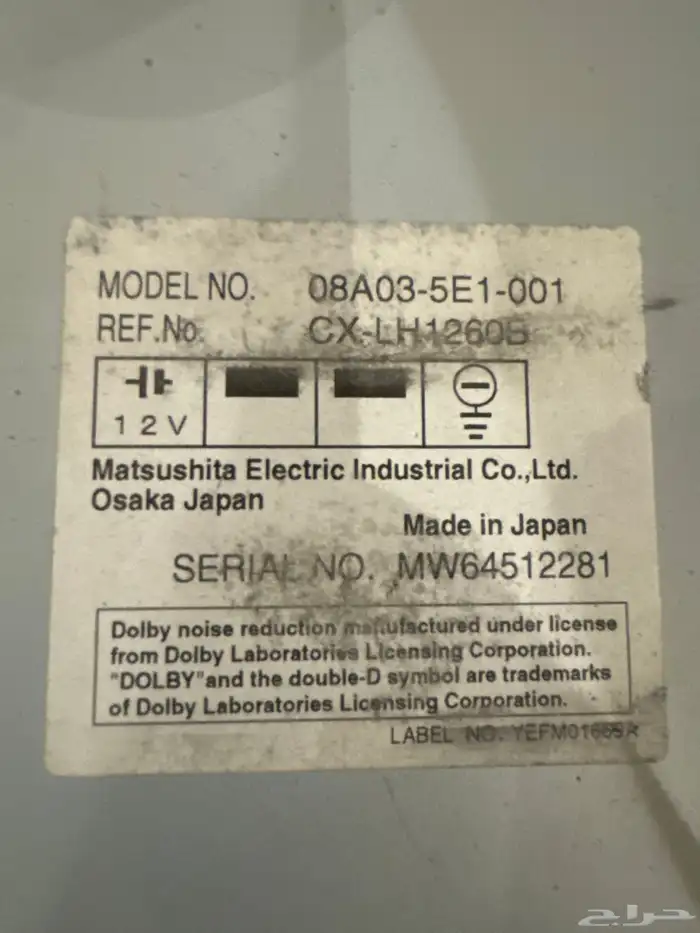 MODEL NO. 08A03-5E1-001
REF.No. CX-LH1260B
12V
Matsushita Electric Industrial Co.,Ltd.
Osaka Japan
Made in Japan
SERIAL NO. MW64512281
Dolby noise reduction manufactured under license
from Dolby Laboratories Licensing Corporation.
"DOLBY"and the double-D symbol are trademarks
of Dolby Laboratories Licensing Corporation.
LABEL NO.
حراج